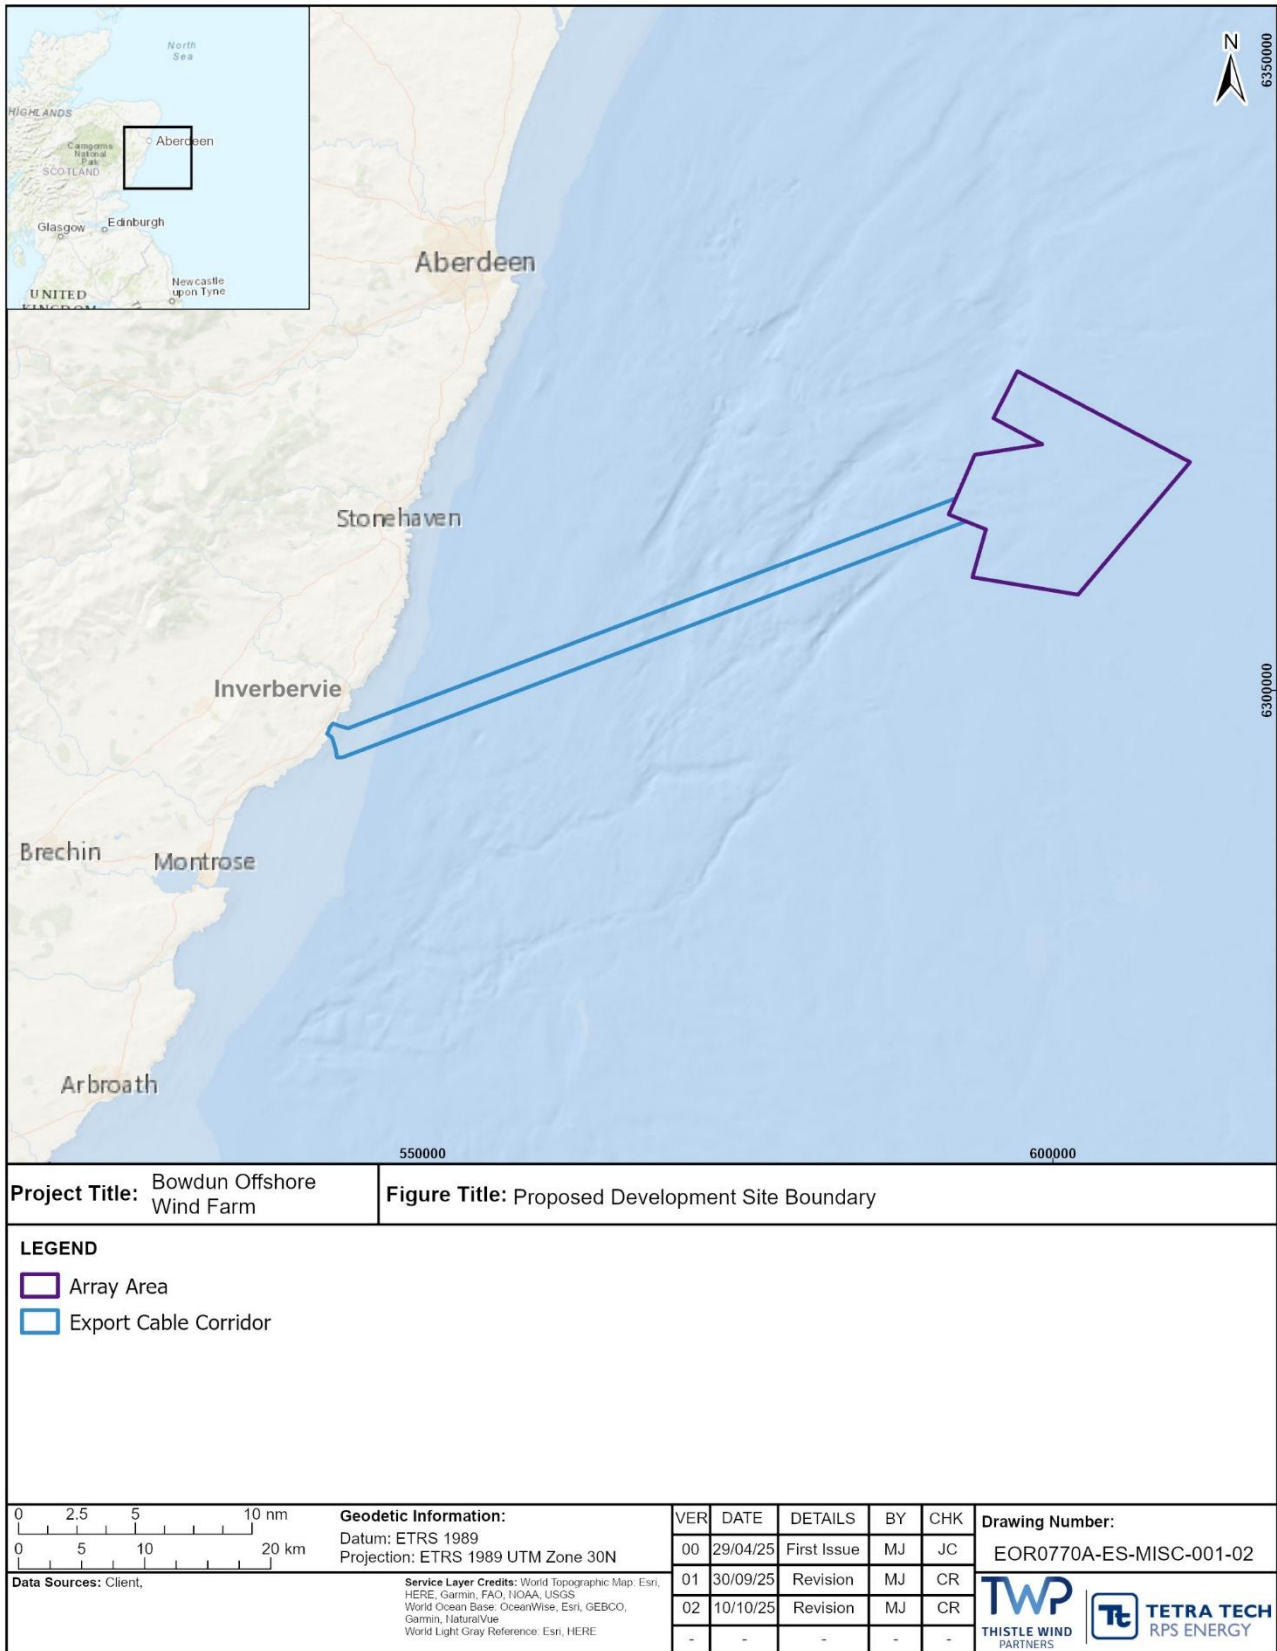 North
Sea
HIGHLANDS
Aberdeen
Cairngorms
National
Park
SCOTLAND
Glasgow
Edinburgh
Newcastle
upon Tyne
UNITED
KINGDOM
N
6350000
Aberdeen
Stonehaven
Inverbervie
6300000
Brechin
Montrose
Arbroath
550000
600000
Project Title: Bowdun Offshore
Wind Farm
Figure Title: Proposed Development Site Boundary
LEGEND
Array Area
Export Cable Corridor
0 2.5 5 10 nm
0 5 10 20 km
Geodetic Information:
Datum: ETRS 1989
Projection: ETRS 1989 UTM Zone 30N
Data Sources: Client,
Service Layer Credits: World Topographic Map: Esri,
HERE, Garmin, FAO, NOAA, USGS
World Ocean Base: OceanWise, Esri, GEBCO,
Garmin, NaturalVue
World Light Gray Reference: Esri, HERE
VER DATE DETAILS BY CHK
00 29/04/25 First Issue MJ JC
01 30/09/25 Revision MJ CR
02 10/10/25 Revision MJ CR
- - - - -
Drawing Number:
EOR0770A-ES-MISC-001-02
TWP
THISTLE WIND
PARTNERS
Tt
TETRA TECH
RPS ENERGY